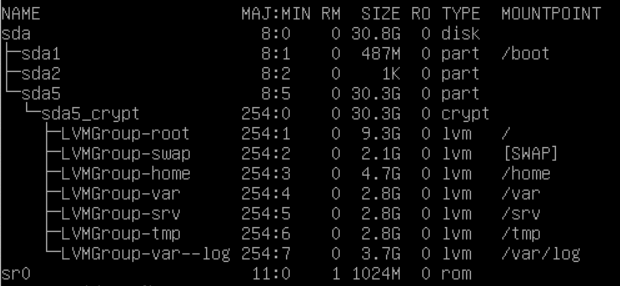 NAME                    MAJ:MIN RM  SIZE RO TYPE  MOUNTPOINT
sda                       8:0    0 30.8G  0 disk
├─sda1                    8:1    0  487M  0 part  /boot
├─sda2                    8:2    0    1K  0 part
└─sda5                    8:5    0 30.3G  0 part
  └─sda5_crypt          254:0    0 30.3G  0 crypt
    ├─LVMGroup-root     254:1    0  9.3G  0 lvm   /
    ├─LVMGroup-swap     254:2    0  2.1G  0 lvm   [SWAP]
    ├─LVMGroup-home     254:3    0  4.7G  0 lvm   /home
    ├─LVMGroup-var      254:4    0  2.8G  0 lvm   /var
    ├─LVMGroup-srv      254:5    0  2.8G  0 lvm   /srv
    ├─LVMGroup-tmp      254:6    0  2.8G  0 lvm   /tmp
    └─LVMGroup-var--log 254:7    0  3.7G  0 lvm   /var/log
sr0                      11:0    1 1024M  0 rom